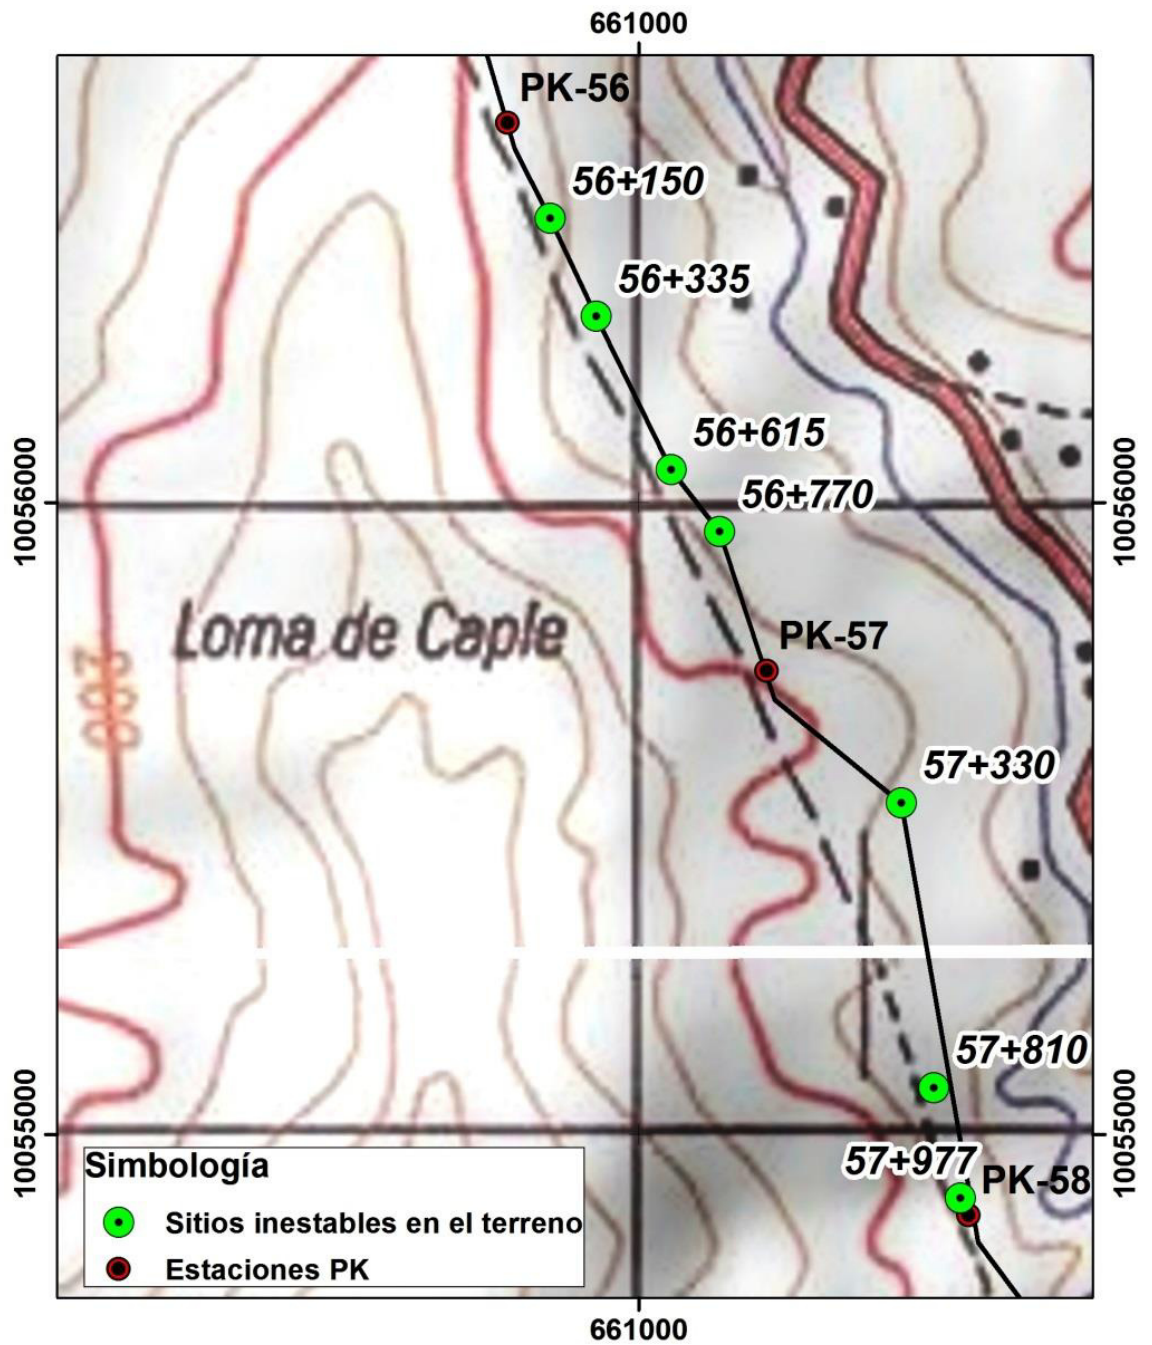 661000
PK-56
56+150
56+335
56+615
56+770
10056000
10056000
Loma de Caple
PK-57
2800
57+330
57+810
10055000
10055000
57+977
PK-58
Simbología
Sitios inestables en el terreno
Estaciones PK
661000